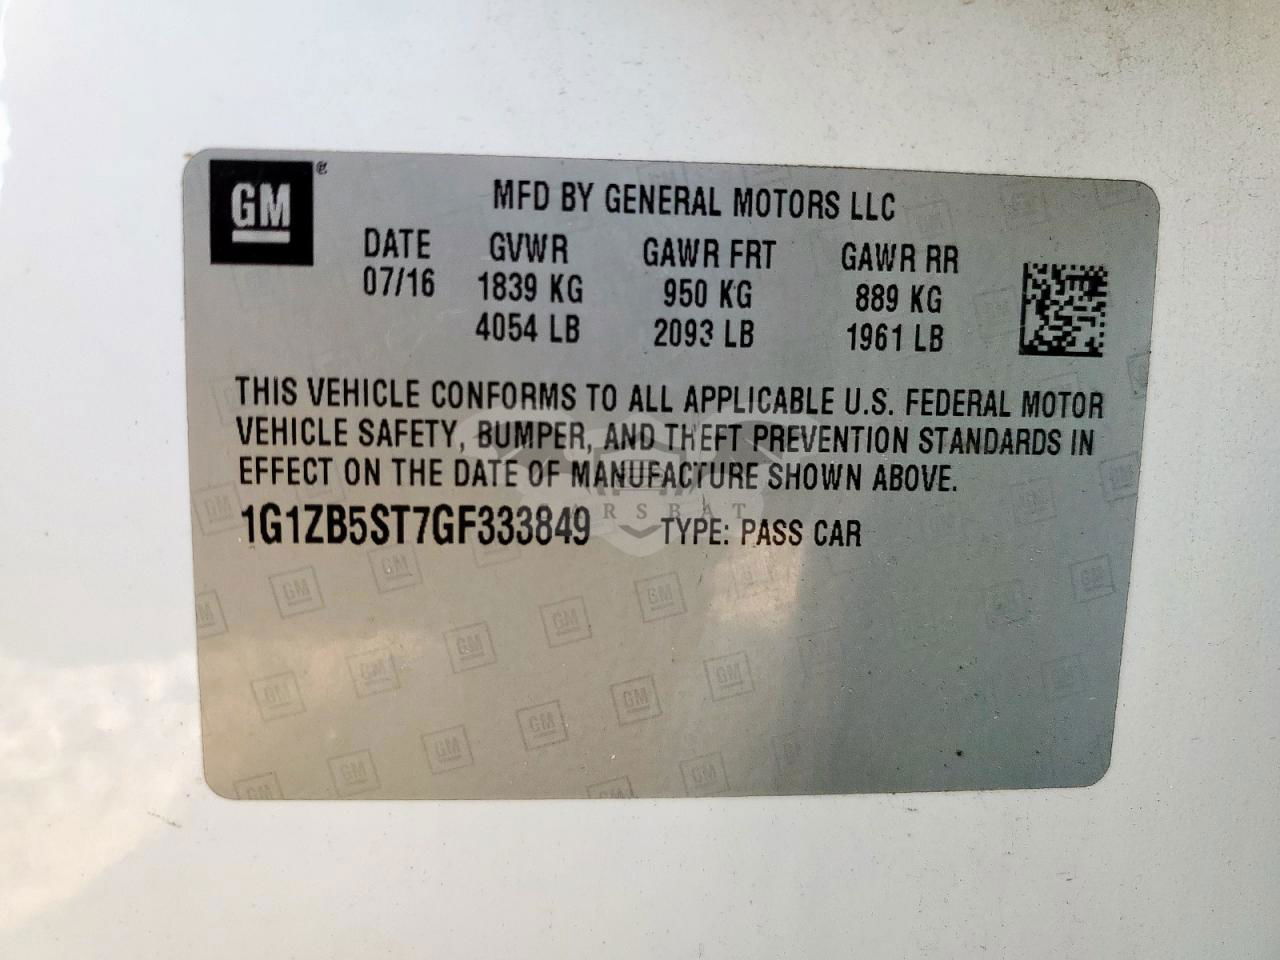 GM®
MFD BY GENERAL MOTORS LLC
DATE GVWR GAWR FRT GAWR RR
07/16 1839 KG 950 KG 889 KG
4054 LB 2093 LB 1961 LB
THIS VEHICLE CONFORMS TO ALL APPLICABLE U.S. FEDERAL MOTOR
VEHICLE SAFETY, BUMPER, AND THEFT PREVENTION STANDARDS IN
EFFECT ON THE DATE OF MANUFACTURE SHOWN ABOVE.
1G1ZB5ST7GF333849 TYPE: PASS CAR